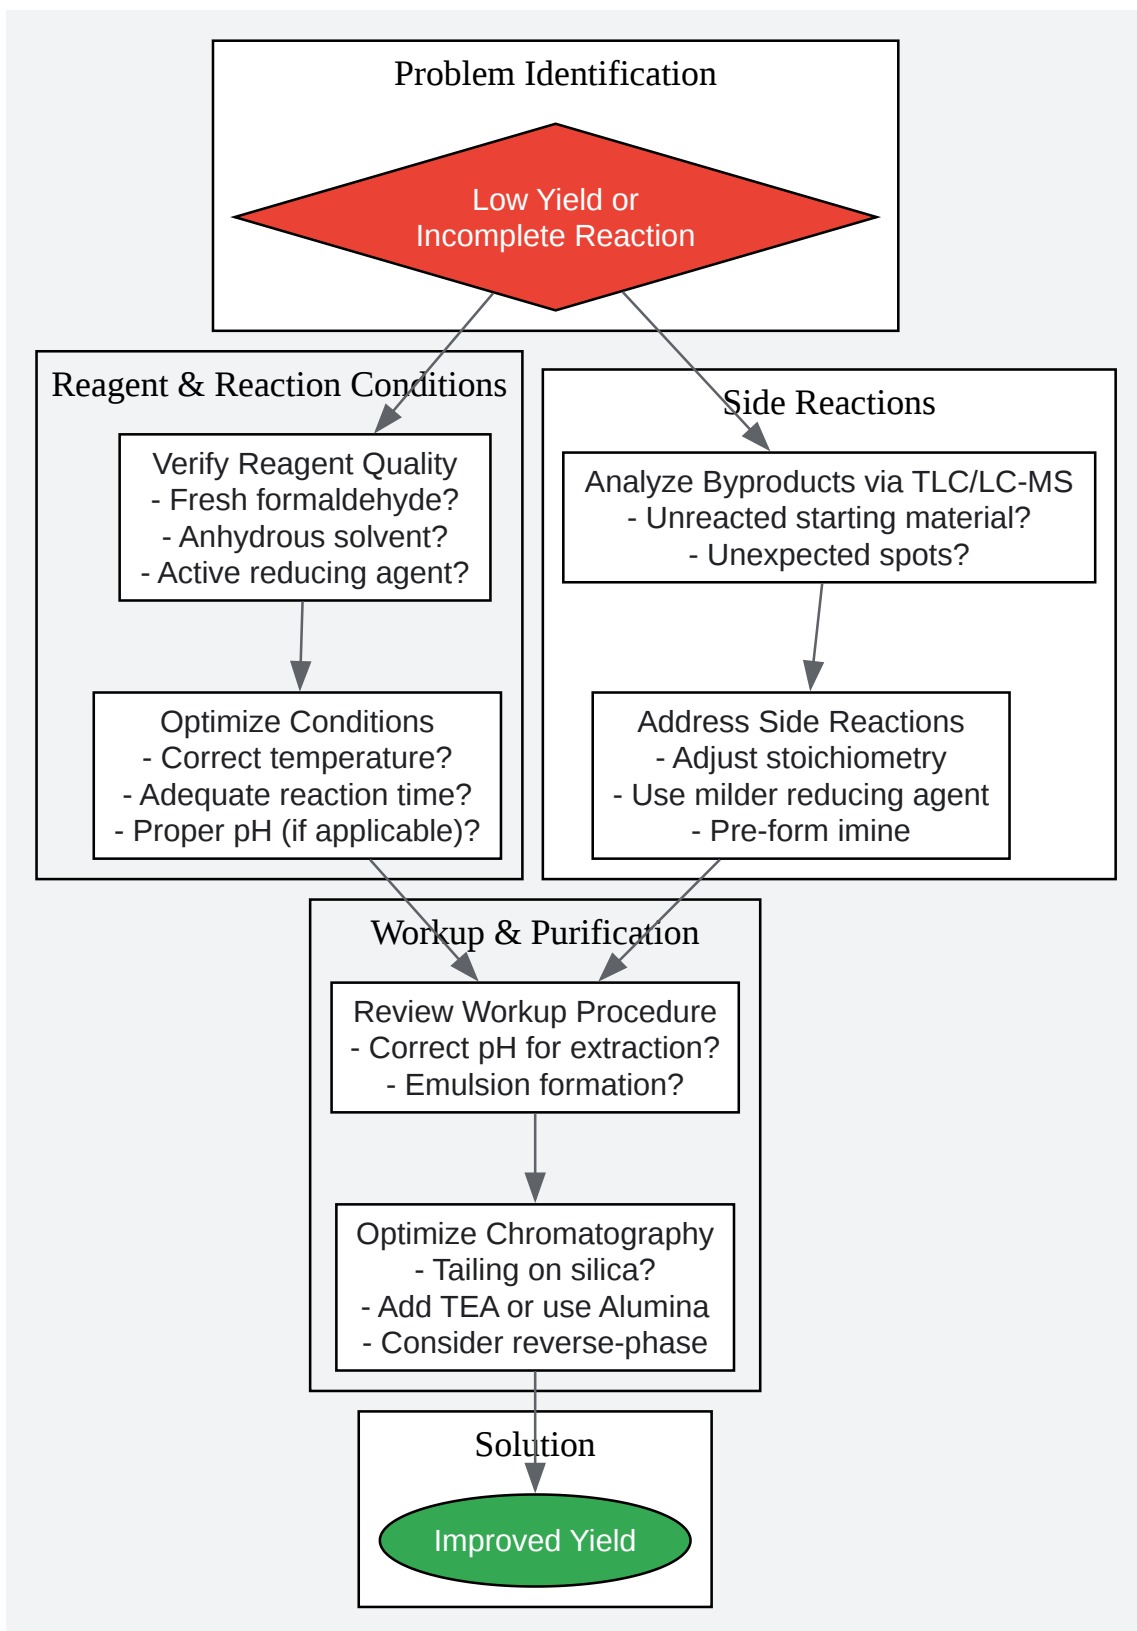 Problem Identification
Low Yield or
Incomplete Reaction
Reagent & Reaction Conditions
Verify Reagent Quality
- Fresh formaldehyde?
- Anhydrous solvent?
- Active reducing agent?
Optimize Conditions
- Correct temperature?
- Adequate reaction time?
- Proper pH (if applicable)?
Side Reactions
Analyze Byproducts via TLC/LC-MS
- Unreacted starting material?
- Unexpected spots?
Address Side Reactions
- Adjust stoichiometry
- Use milder reducing agent
- Pre-form imine
Workup & Purification
Review Workup Procedure
- Correct pH for extraction?
- Emulsion formation?
Optimize Chromatography
- Tailing on silica?
- Add TEA or use Alumina
- Consider reverse-phase
Solution
Improved Yield